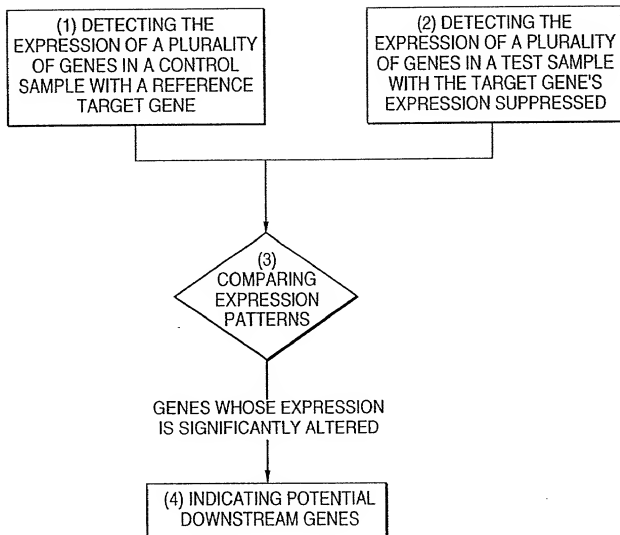 (1) DETECTING THE
EXPRESSION OF A PLURALITY
OF GENES IN A CONTROL
SAMPLE WITH A REFERENCE
TARGET GENE
(2) DETECTING THE
EXPRESSION OF A PLURALITY
OF GENES IN A TEST SAMPLE
WITH THE TARGET GENE'S
EXPRESSION SUPPRESSED
(3)
COMPARING
EXPRESSION
PATTERNS
GENES WHOSE EXPRESSION
IS SIGNIFICANTLY ALTERED
(4) INDICATING POTENTIAL
DOWNSTREAM GENES